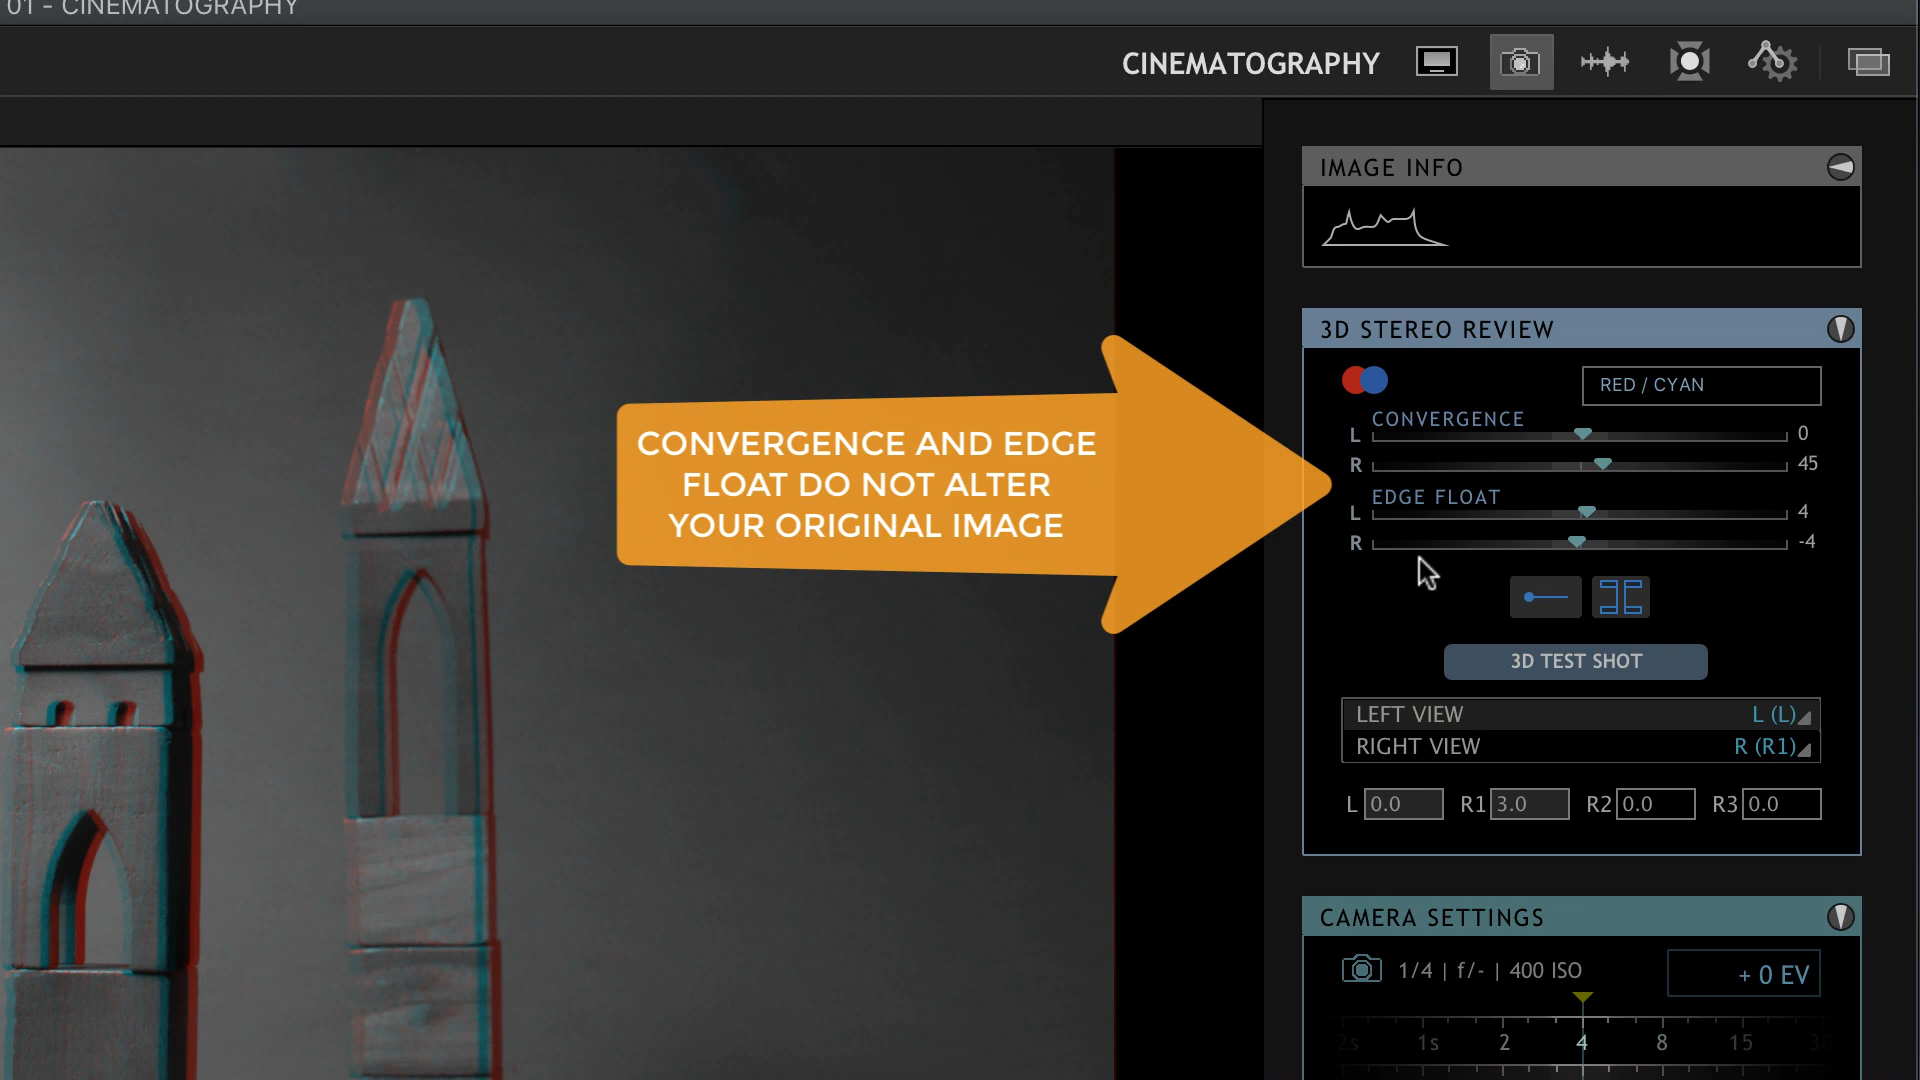 01 - CINEMATOGRAPHY
CINEMATOGRAPHY
IMAGE INFO
3D STEREO REVIEW
RED / CYAN
CONVERGENCE
L 0
R 45
EDGE FLOAT
L 4
R -4
CONVERGENCE AND EDGE
FLOAT DO NOT ALTER
YOUR ORIGINAL IMAGE
3D TEST SHOT
LEFT VIEW L (L)
RIGHT VIEW R (R1)
L 0.0 R1 3.0 R2 0.0 R3 0.0
CAMERA SETTINGS
1/4 | f/- | 400 ISO + 0 EV
2s 1s 2 4 8 15 30